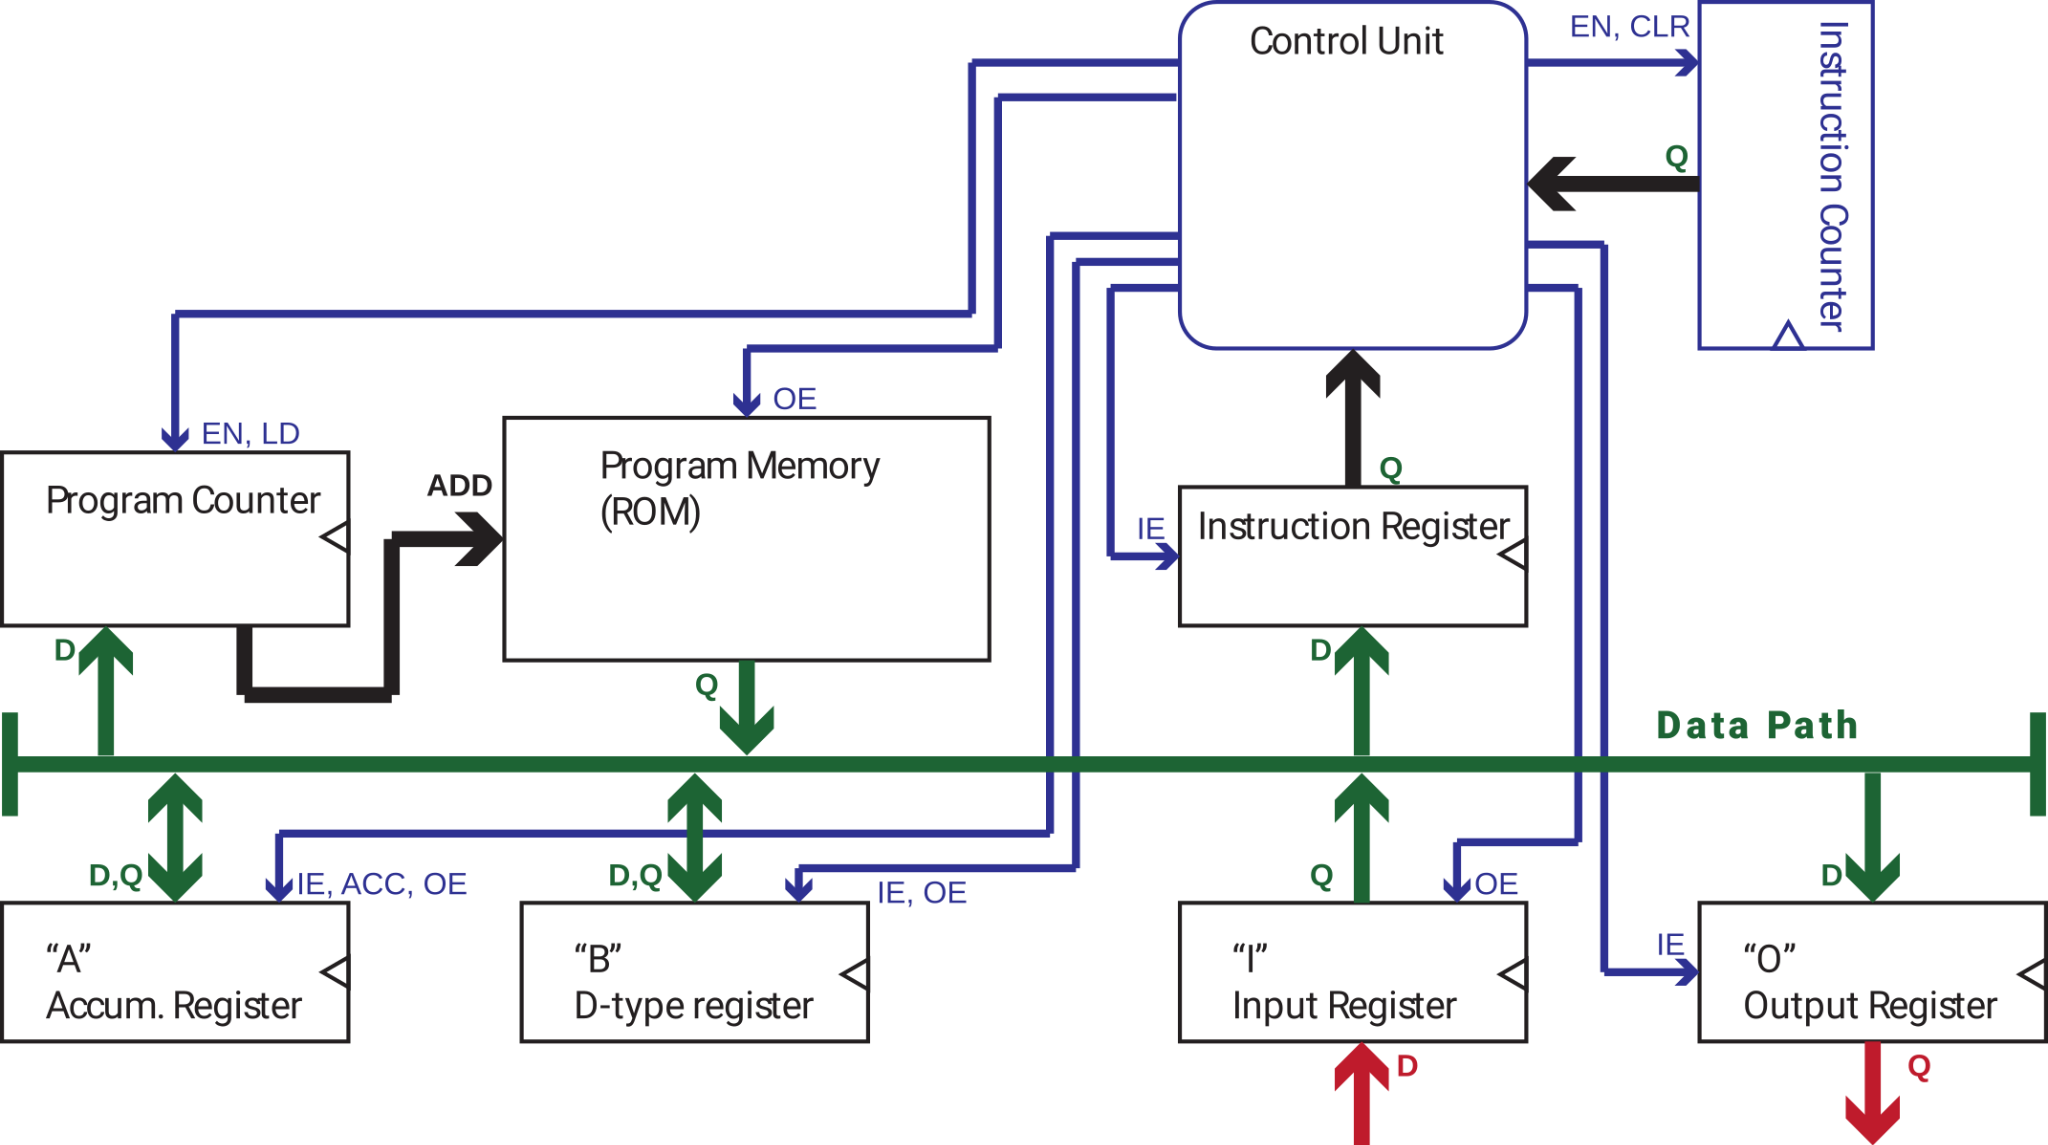 Control Unit
EN, CLR
Instruction Counter
Q
OE
EN, LD
Program Counter
ADD
Program Memory
(ROM)
Q
IE
Instruction Register
D
Q
D
Data Path
D,Q
IE, ACC, OE
D,Q
IE, OE
Q
OE
D
IE
“A”
Accum. Register
“B”
D-type register
“I”
Input Register
“O”
Output Register
D
Q